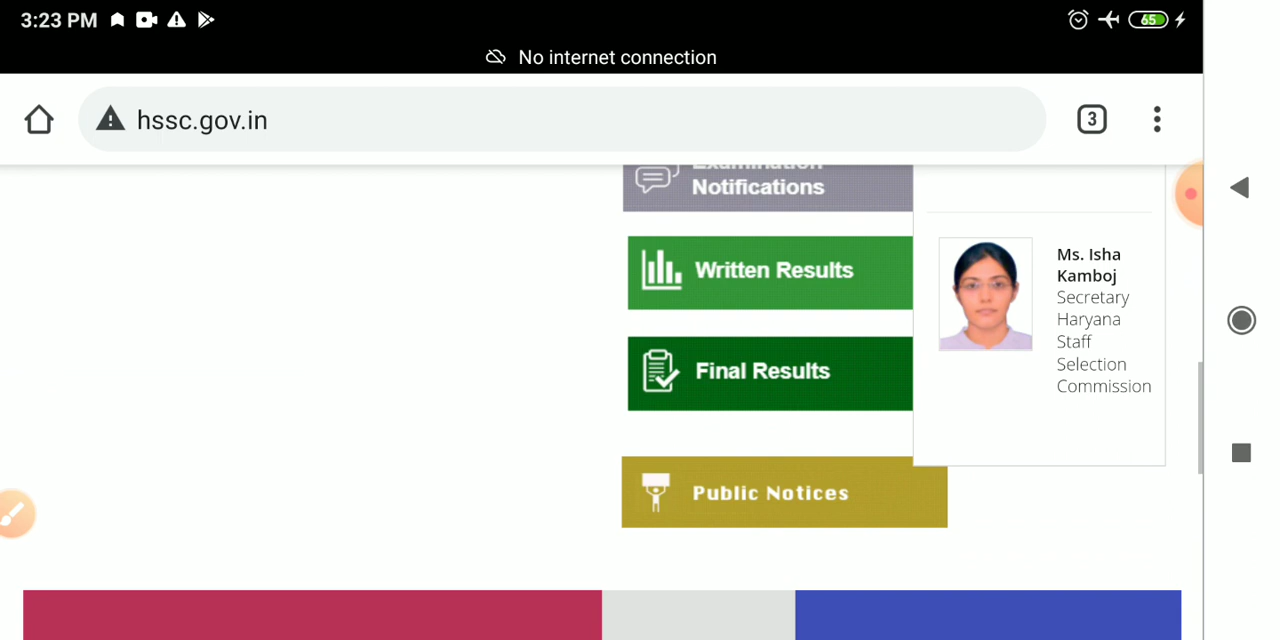 3:23 PM
65
No internet connection
hssc.gov.in
3
Examination
Notifications
Written Results
Final Results
Public Notices
Ms. Isha
Kamboj
Secretary
Haryana
Staff
Selection
Commission